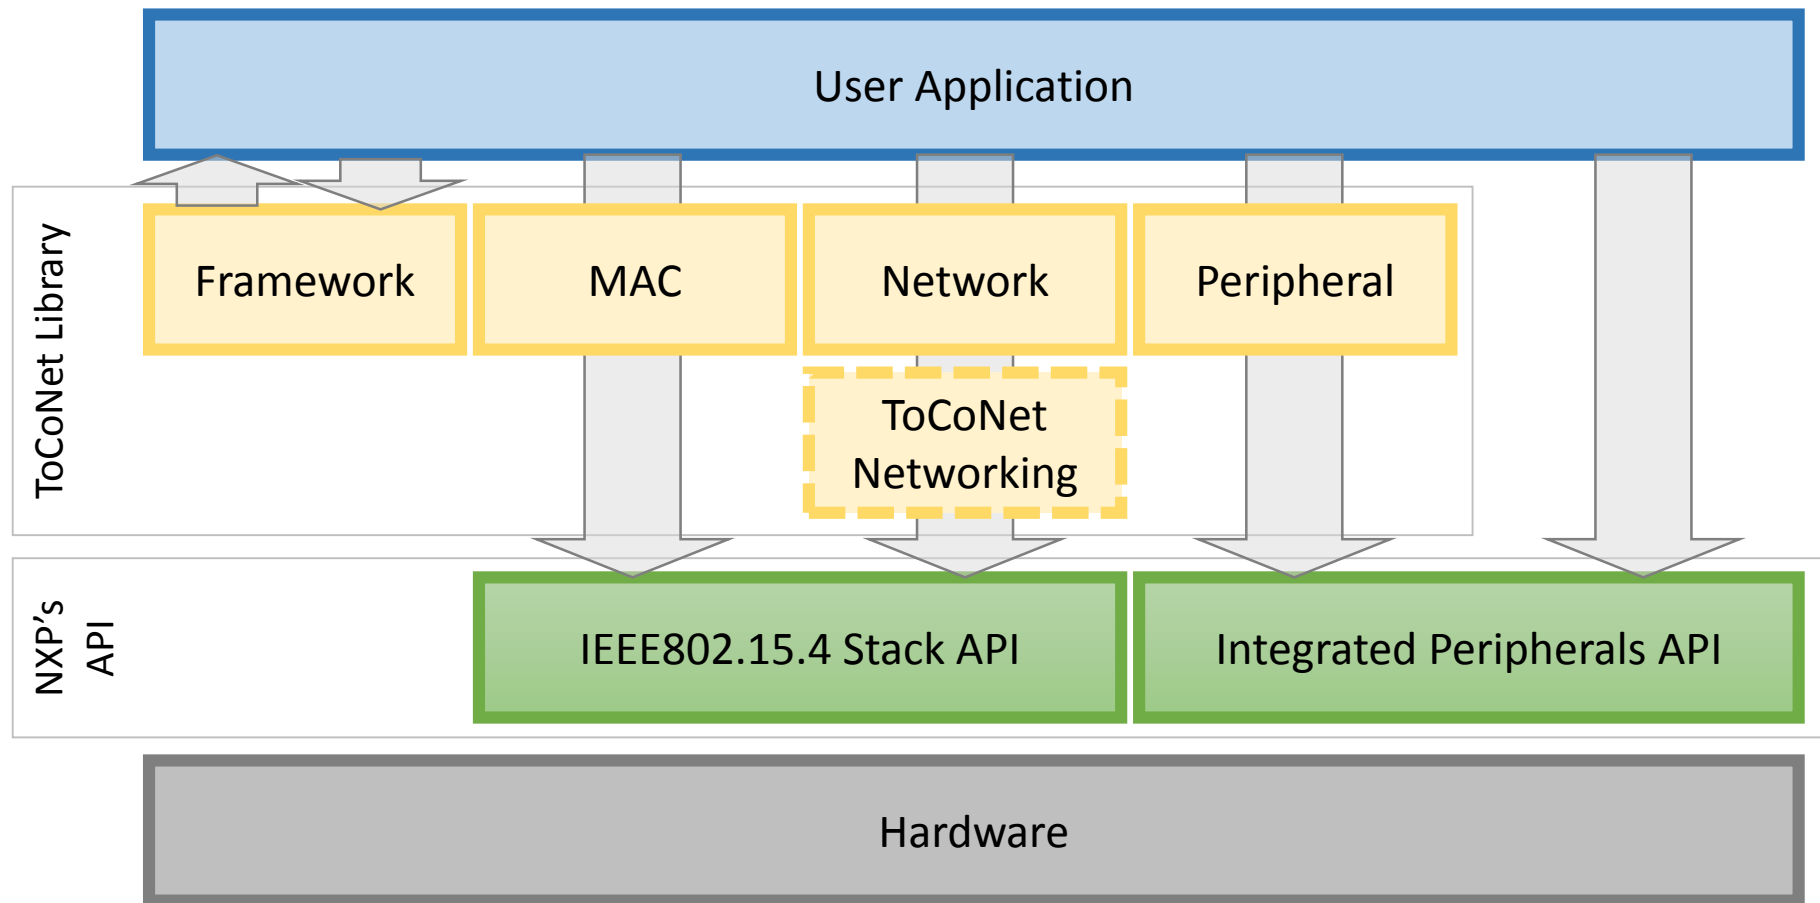 User Application
ToCoNet Library
Framework
MAC
Network
Peripheral
ToCoNet
Networking
NXP’s
API
IEEE802.15.4 Stack API
Integrated Peripherals API
Hardware